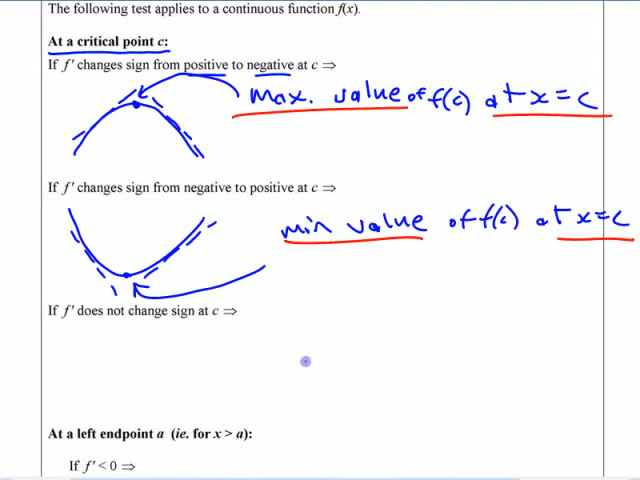 The following test applies to a continuous function f(x).
At a critical point c:
If f′ changes sign from positive to negative at c ⇒
max. value of f(c) at x=c
If f′ changes sign from negative to positive at c ⇒
min value of f(c) at x=c
If f′ does not change sign at c ⇒
At a left endpoint a (ie. for x > a):
If f′ < 0 ⇒